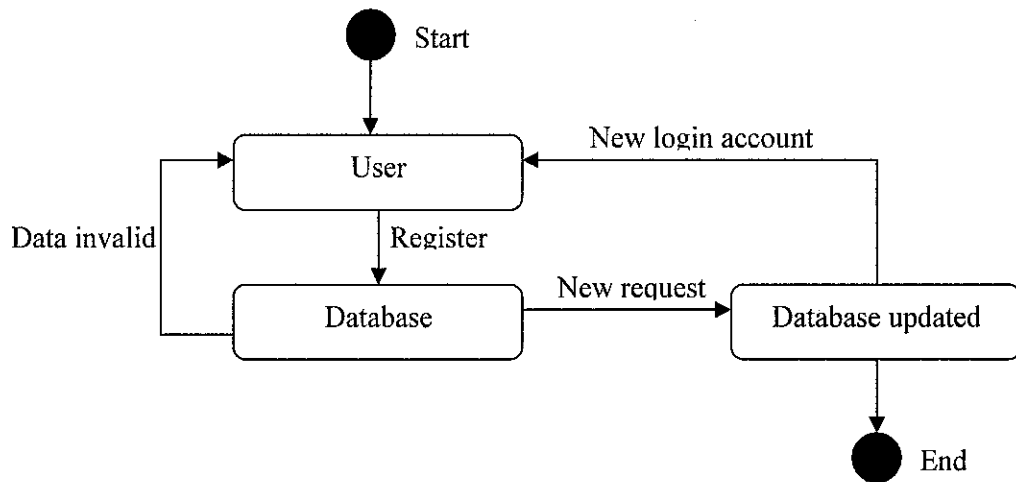 Start
New login account
User
Data invalid
Register
New request
Database
Database updated
End